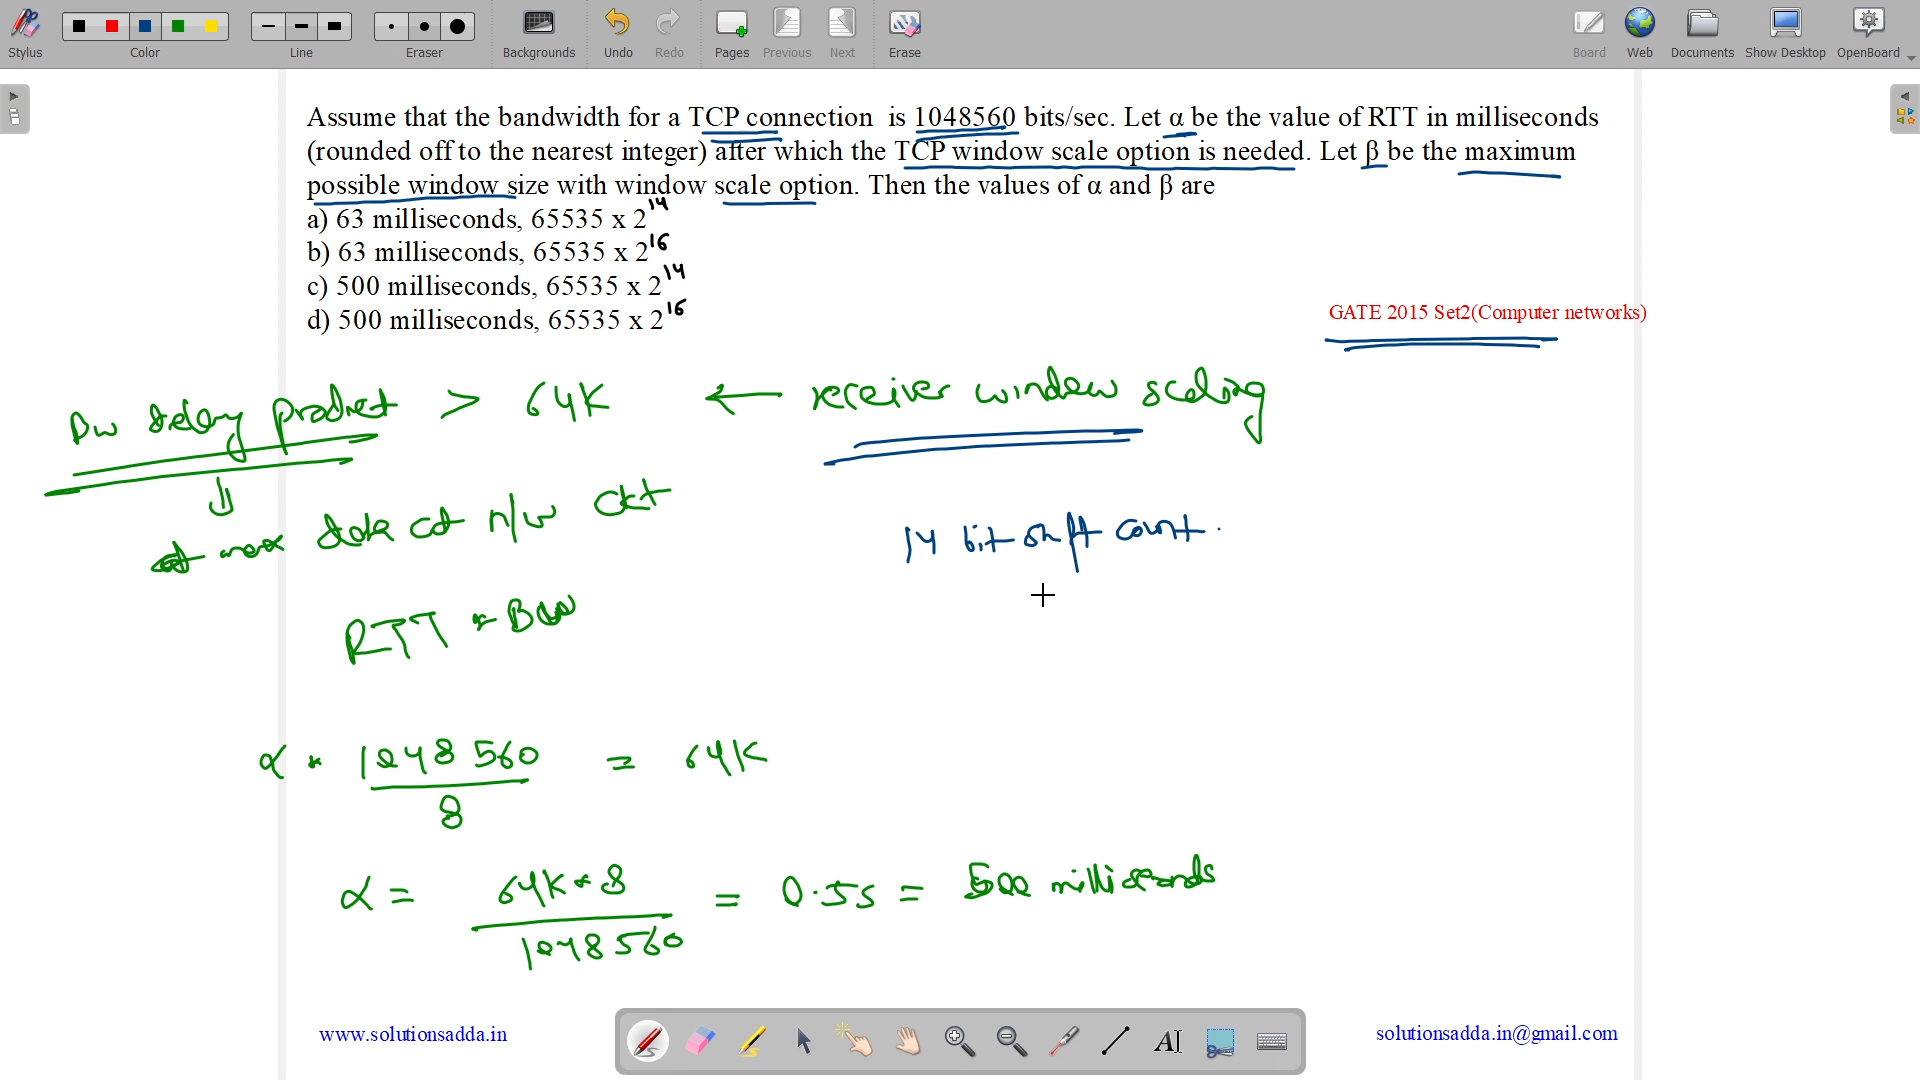 Stylus Color Line Eraser Backgrounds Undo Redo Pages Previous Next Erase Board Web Documents Show Desktop OpenBoard
Assume that the bandwidth for a TCP connection is 1048560 bits/sec. Let α be the value of RTT in milliseconds
(rounded off to the nearest integer) after which the TCP window scale option is needed. Let β be the maximum
possible window size with window scale option. Then the values of α and β are
a) 63 milliseconds, 65535 x 2^14
b) 63 milliseconds, 65535 x 2^16
c) 500 milliseconds, 65535 x 2^14
d) 500 milliseconds, 65535 x 2^16
GATE 2015 Set2(Computer networks)
Bw delay product > 64K ← receiver window scaling
⇓
max data at n/w ckt
14 bit shift count.
RTT * Bw
α * 1048560 / 8 = 64K
α = 64K * 8 / 1048560 = 0.5s = 500 milliseconds
www.solutionsadda.in
solutionsadda.in@gmail.com